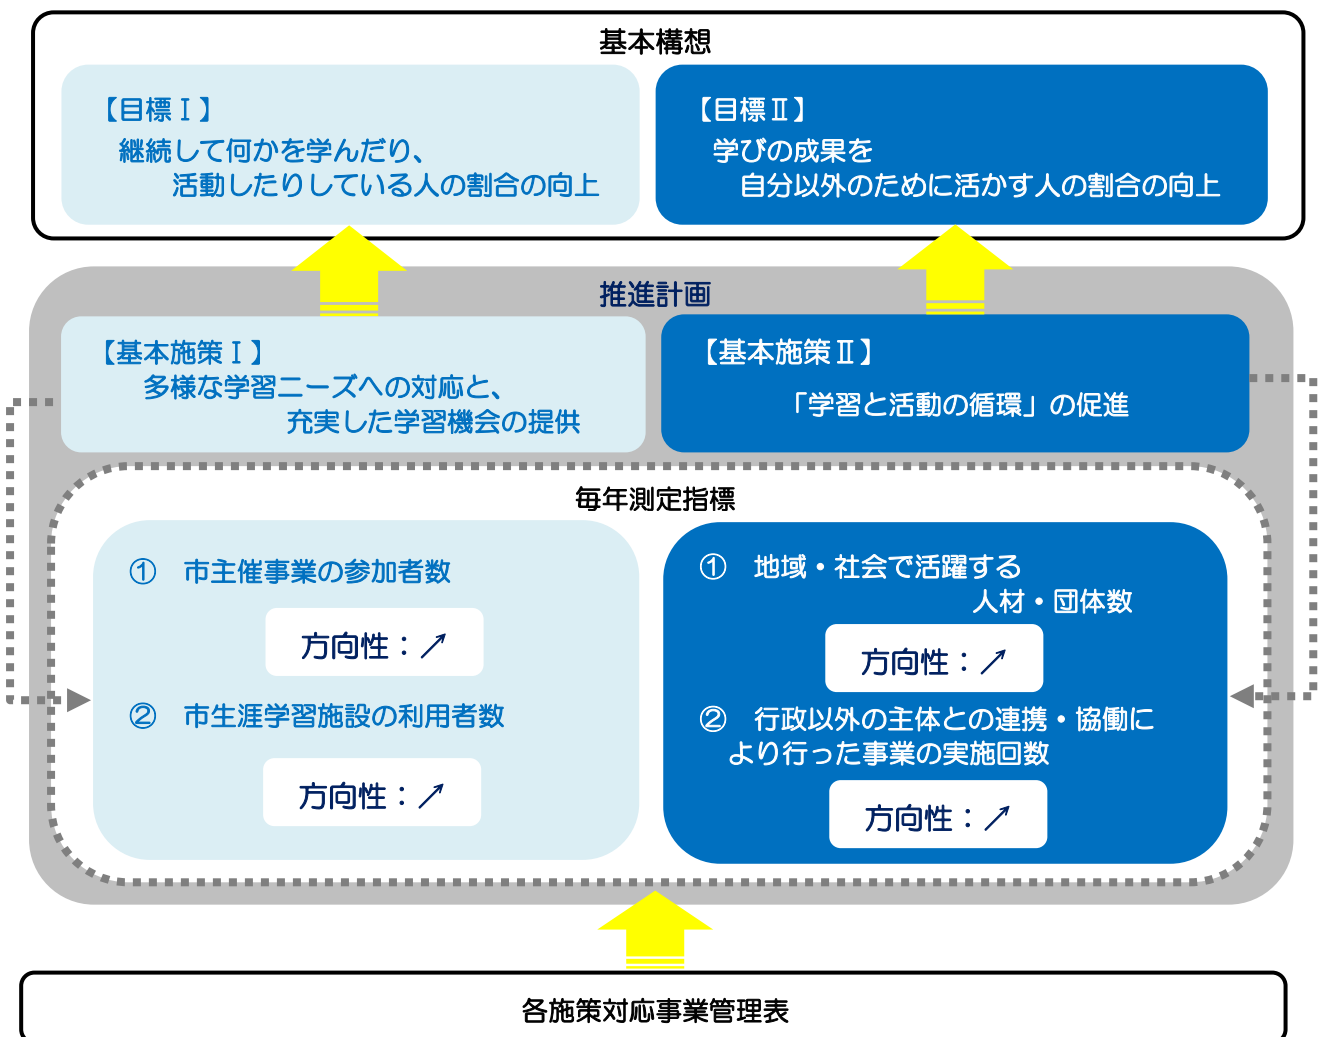 基本構想
【目標Ⅰ】
継続して何かを学んだり、
活動したりしている人の割合の向上
【目標Ⅱ】
学びの成果を
自分以外のために活かす人の割合の向上
推進計画
【基本施策Ⅰ】
多様な学習ニーズへの対応と、
充実した学習機会の提供
【基本施策Ⅱ】
「学習と活動の循環」の促進
毎年測定指標
① 市主催事業の参加者数
方向性：↗
② 市生涯学習施設の利用者数
方向性：↗
① 地域・社会で活躍する
人材・団体数
方向性：↗
② 行政以外の主体との連携・協働に
より行った事業の実施回数
方向性：↗
各施策対応事業管理表